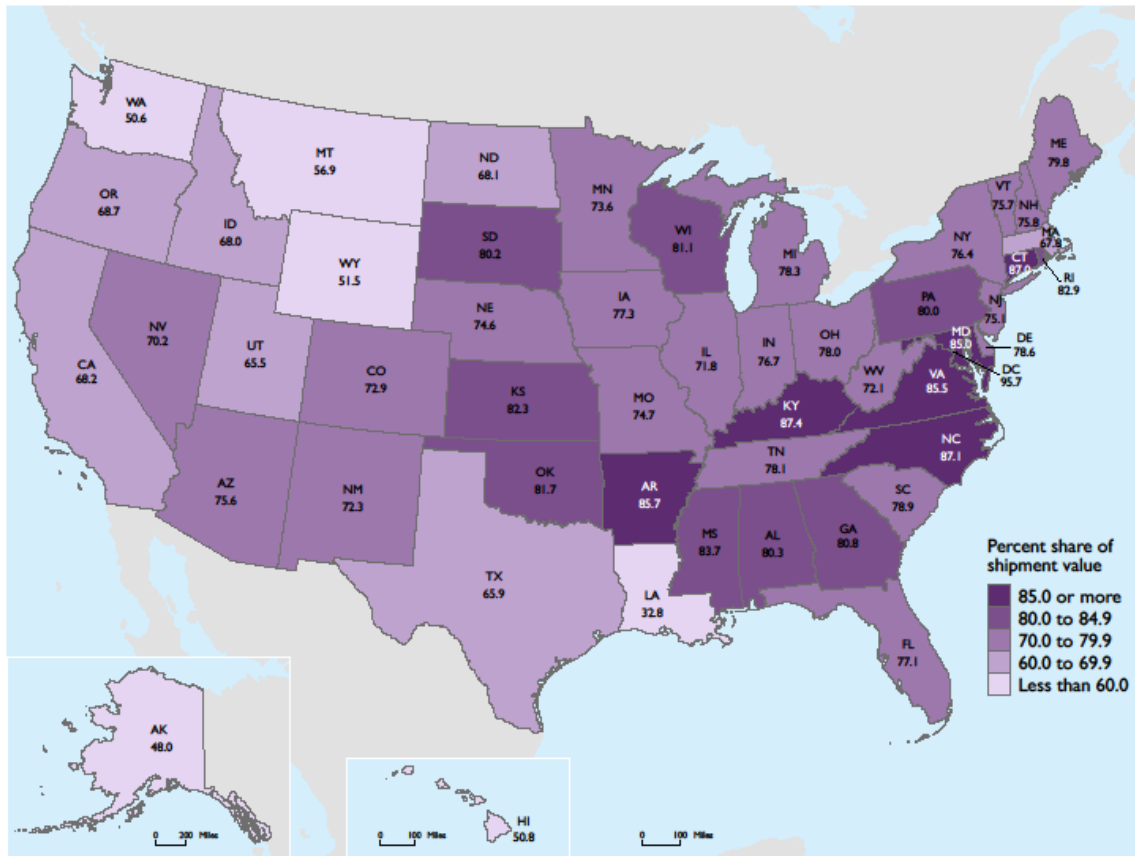 WA
50.6
MT
56.9
ND
68.1
MN
73.6
ME
79.8
VT
75.7
NH
75.8
OR
68.7
ID
68.0
SD
80.2
WI
81.1
MI
78.3
NY
76.4
MA
67.8
CT
87.0
RI
82.9
WY
51.5
IA
77.3
PA
80.0
NJ
75.1
NE
74.6
NV
70.2
UT
65.5
CO
72.9
CA
68.2
IL
71.8
IN
76.7
OH
78.0
MD
85.0
DE
78.6
DC
95.7
WV
72.1
VA
85.5
KS
82.3
MO
74.7
KY
87.4
NC
87.1
TN
78.1
AZ
75.6
NM
72.3
OK
81.7
AR
85.7
SC
78.9
MS
83.7
AL
80.3
GA
80.8
TX
65.9
LA
32.8
FL
77.1
Percent share of
shipment value
85.0 or more
80.0 to 84.9
70.0 to 79.9
60.0 to 69.9
Less than 60.0
AK
48.0
0 200 Miles
HI
50.8
0 100 Miles
0 100 Miles